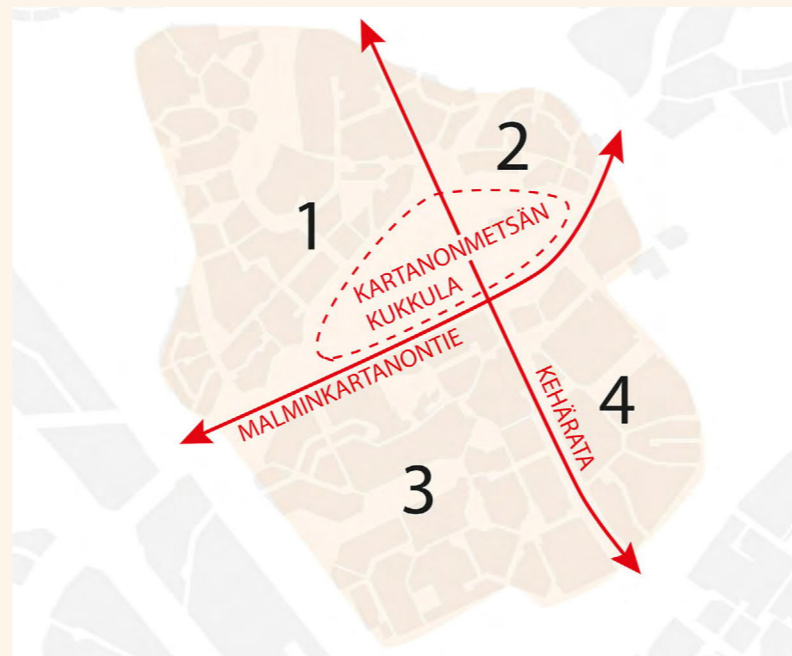 2
1
KARTANONMETSÄN
KUKKULA
MALMINKARTANONTIE
KEHÄRATA
4
3